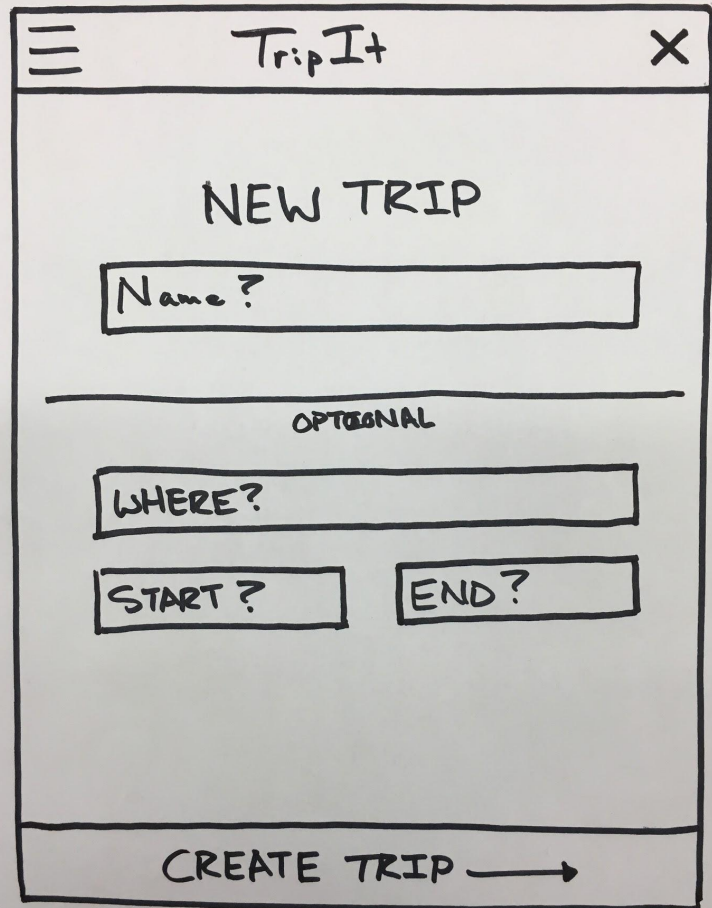 TripIt
NEW TRIP
Name?
OPTIONAL
WHERE?
START? END?
CREATE TRIP